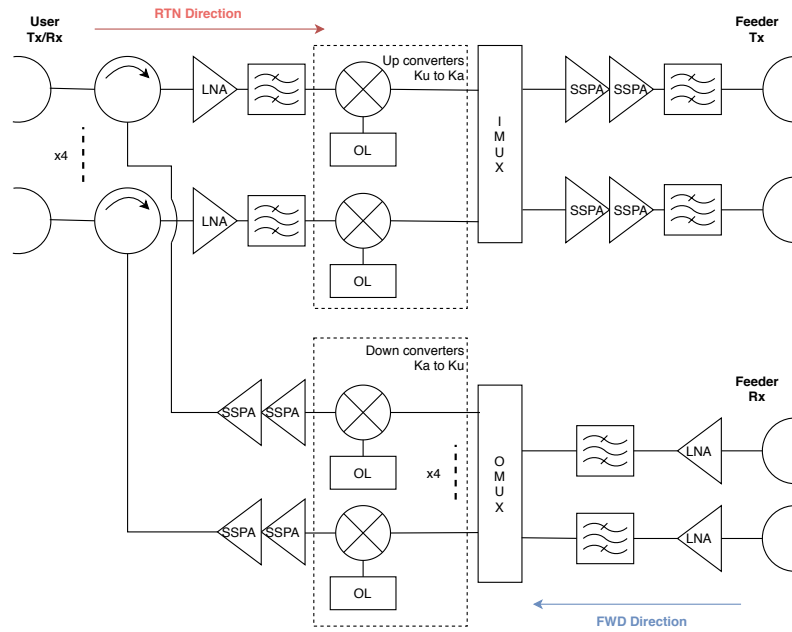 RTN Direction
User
Tx/Rx
Feeder
Tx
Up converters
Ku to Ka
LNA
SSPA
SSPA
OL
I
M
U
X
x4
LNA
SSPA
SSPA
OL
Down converters
Ka to Ku
Feeder
Rx
SSPA
SSPA
OL
x4
O
M
U
X
LNA
SSPA
SSPA
LNA
OL
FWD Direction